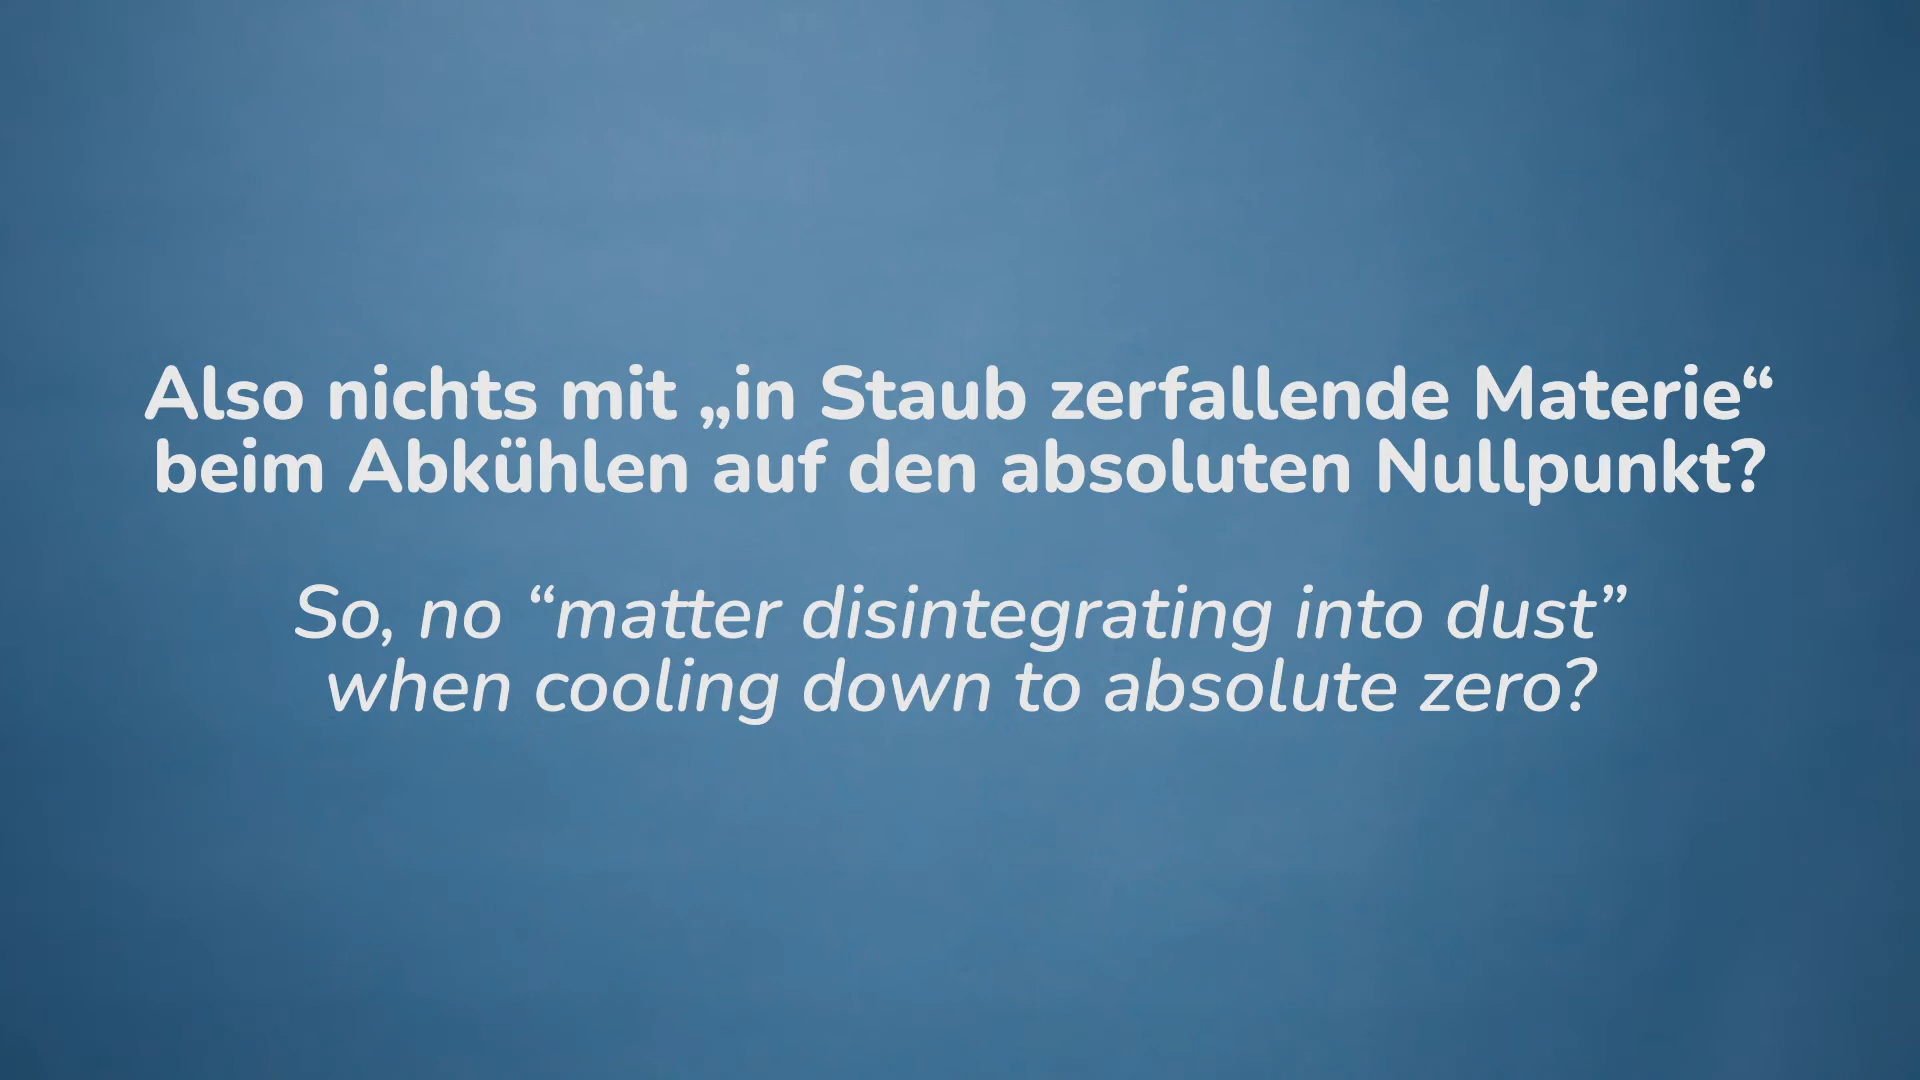 Also nichts mit „in Staub zerfallende Materie“
beim Abkühlen auf den absoluten Nullpunkt?
So, no “matter disintegrating into dust”
when cooling down to absolute zero?